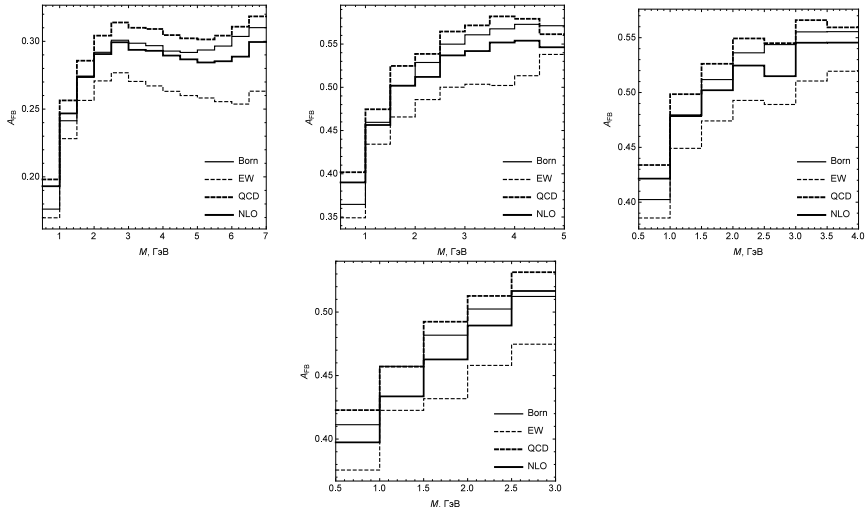 0.30
0.25
0.20
A_FB
Born
EW
QCD
NLO
1 2 3 4 5 6 7
M, ГэВ
0.55
0.50
0.45
0.40
0.35
A_FB
Born
EW
QCD
NLO
1 2 3 4 5
M, ГэВ
0.55
0.50
0.45
0.40
A_FB
Born
EW
QCD
NLO
0.5 1.0 1.5 2.0 2.5 3.0 3.5 4.0
M, ГэВ
0.50
0.45
0.40
A_FB
Born
EW
QCD
NLO
0.5 1.0 1.5 2.0 2.5 3.0
M, ГэВ